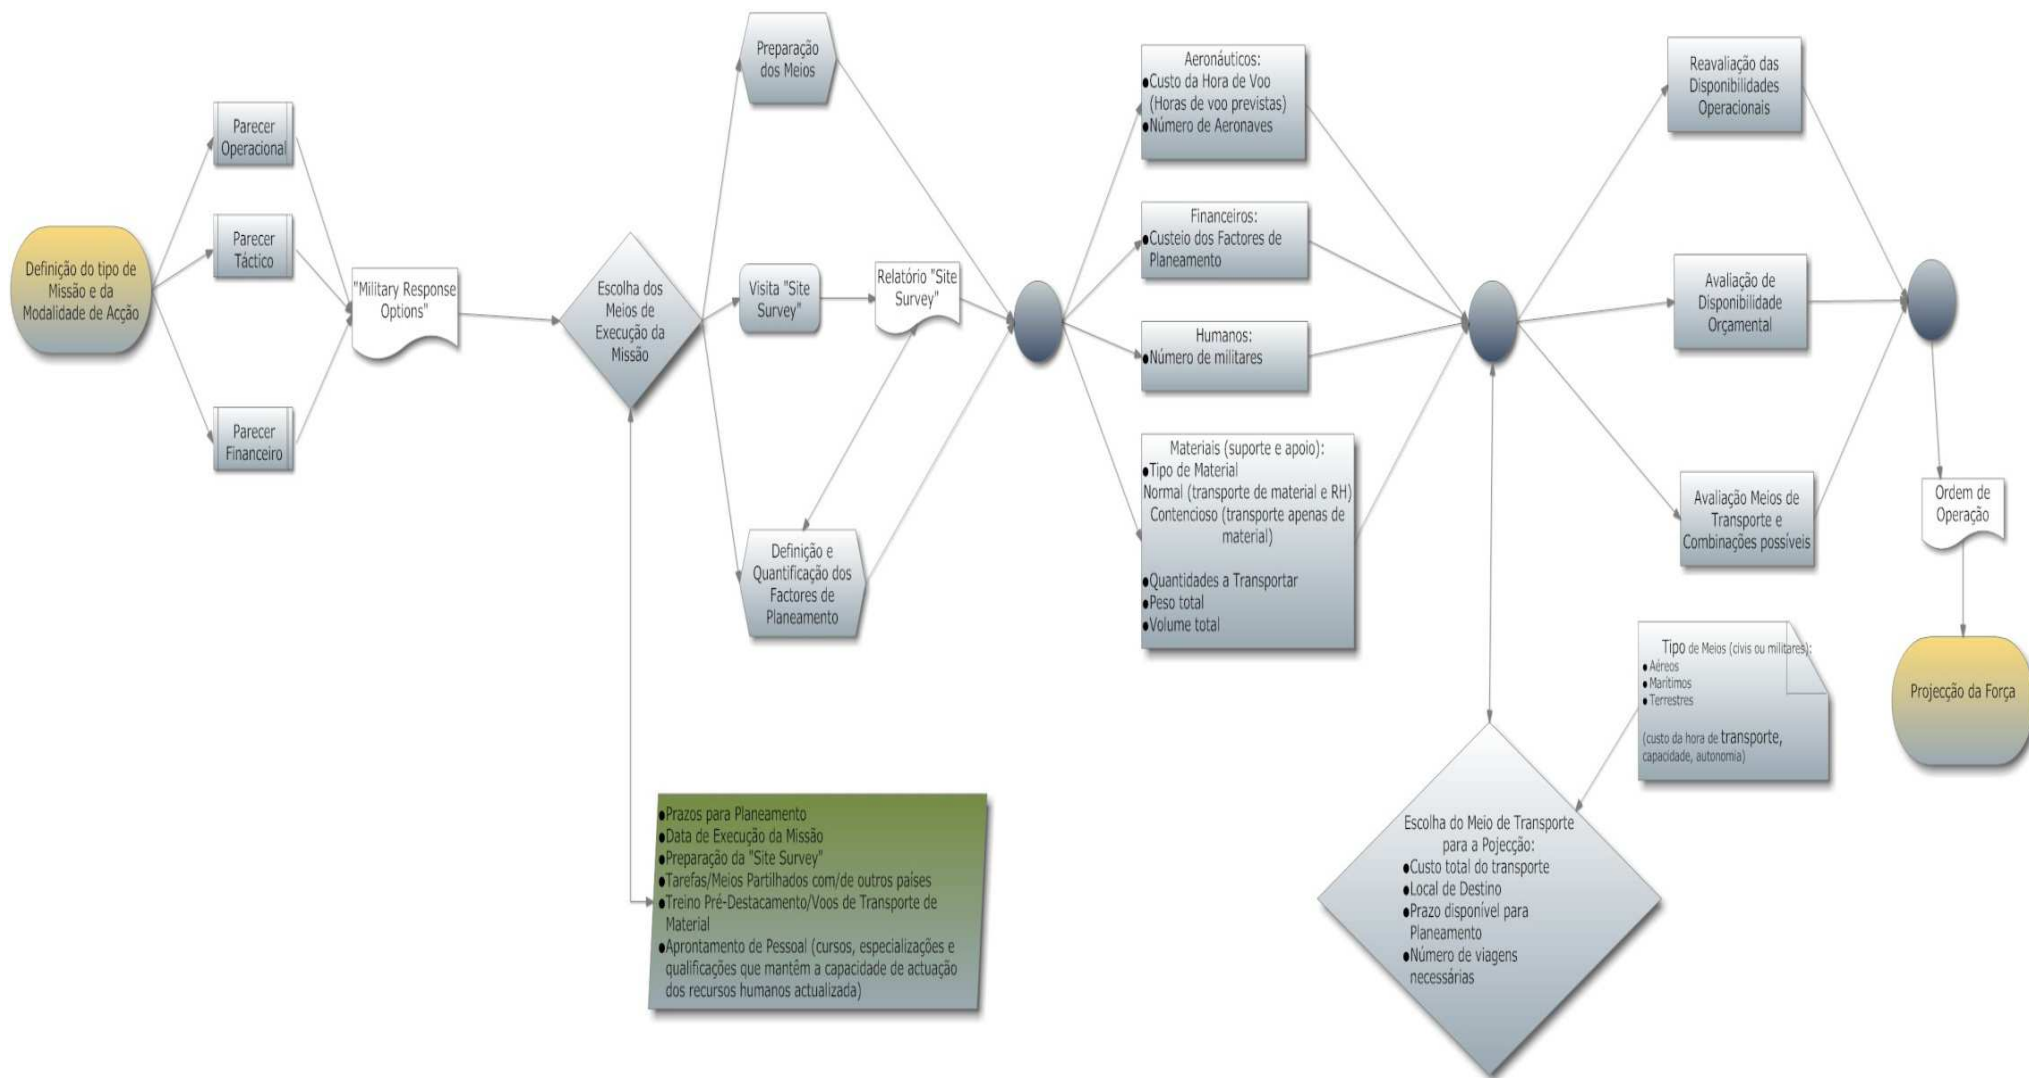 Definição do tipo de
Missão e da
Modalidade de Acção
Parecer
Operacional
Parecer
Táctico
Parecer
Financeiro
"Military Response
Options"
Escolha dos
Meios de
Execução da
Missão
●Prazos para Planeamento
●Data de Execução da Missão
●Preparação da "Site Survey"
●Tarefas/Meios Partilhados com/de outros países
●Treino Pré-Destacamento/Voos de Transporte de
Material
●Aprontamento de Pessoal (cursos, especializações e
qualificações que mantêm a capacidade de actuação
dos recursos humanos actualizada)
Preparação
dos Meios
Visita "Site
Survey"
Relatório "Site
Survey"
Definição e
Quantificação dos
Factores de
Planeamento
Aeronáuticos:
●Custo da Hora de Voo
(Horas de voo previstas)
●Número de Aeronaves
Financeiros:
●Custeio dos Factores de
Planeamento
Humanos:
●Número de militares
Materiais (suporte e apoio):
●Tipo de Material
Normal (transporte de material e RH)
Contencioso (transporte apenas de
material)
●Quantidades a Transportar
●Peso total
●Volume total
Escolha do Meio de Transporte
para a Pojecção:
●Custo total do transporte
●Local de Destino
●Prazo disponível para
Planeamento
●Número de viagens
necessárias
Tipo de Meios (civis ou militares):
● Aéreos
● Marítimos
● Terrestres
(custo da hora de transporte,
capacidade, autonomia)
Reavaliação das
Disponibilidades
Operacionais
Avaliação de
Disponibilidade
Orçamental
Avaliação Meios de
Transporte e
Combinações possíveis
Ordem de
Operação
Projecção da Força